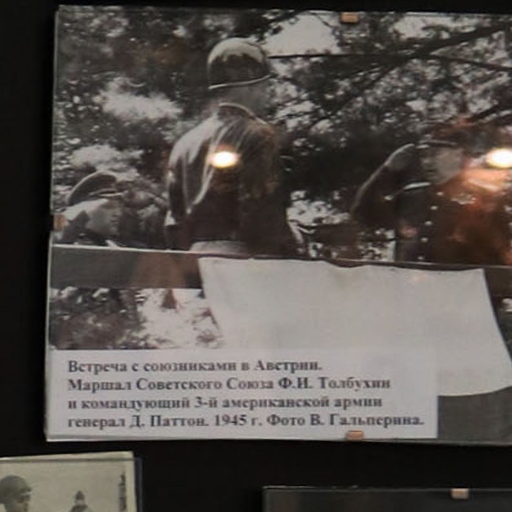 Встреча с союзниками в Австрии.
Маршал Советского Союза Ф.И. Толбухин
и командующий 3-й американской армии
генерал Д. Паттон. 1945 г. Фото В. Гальперина.